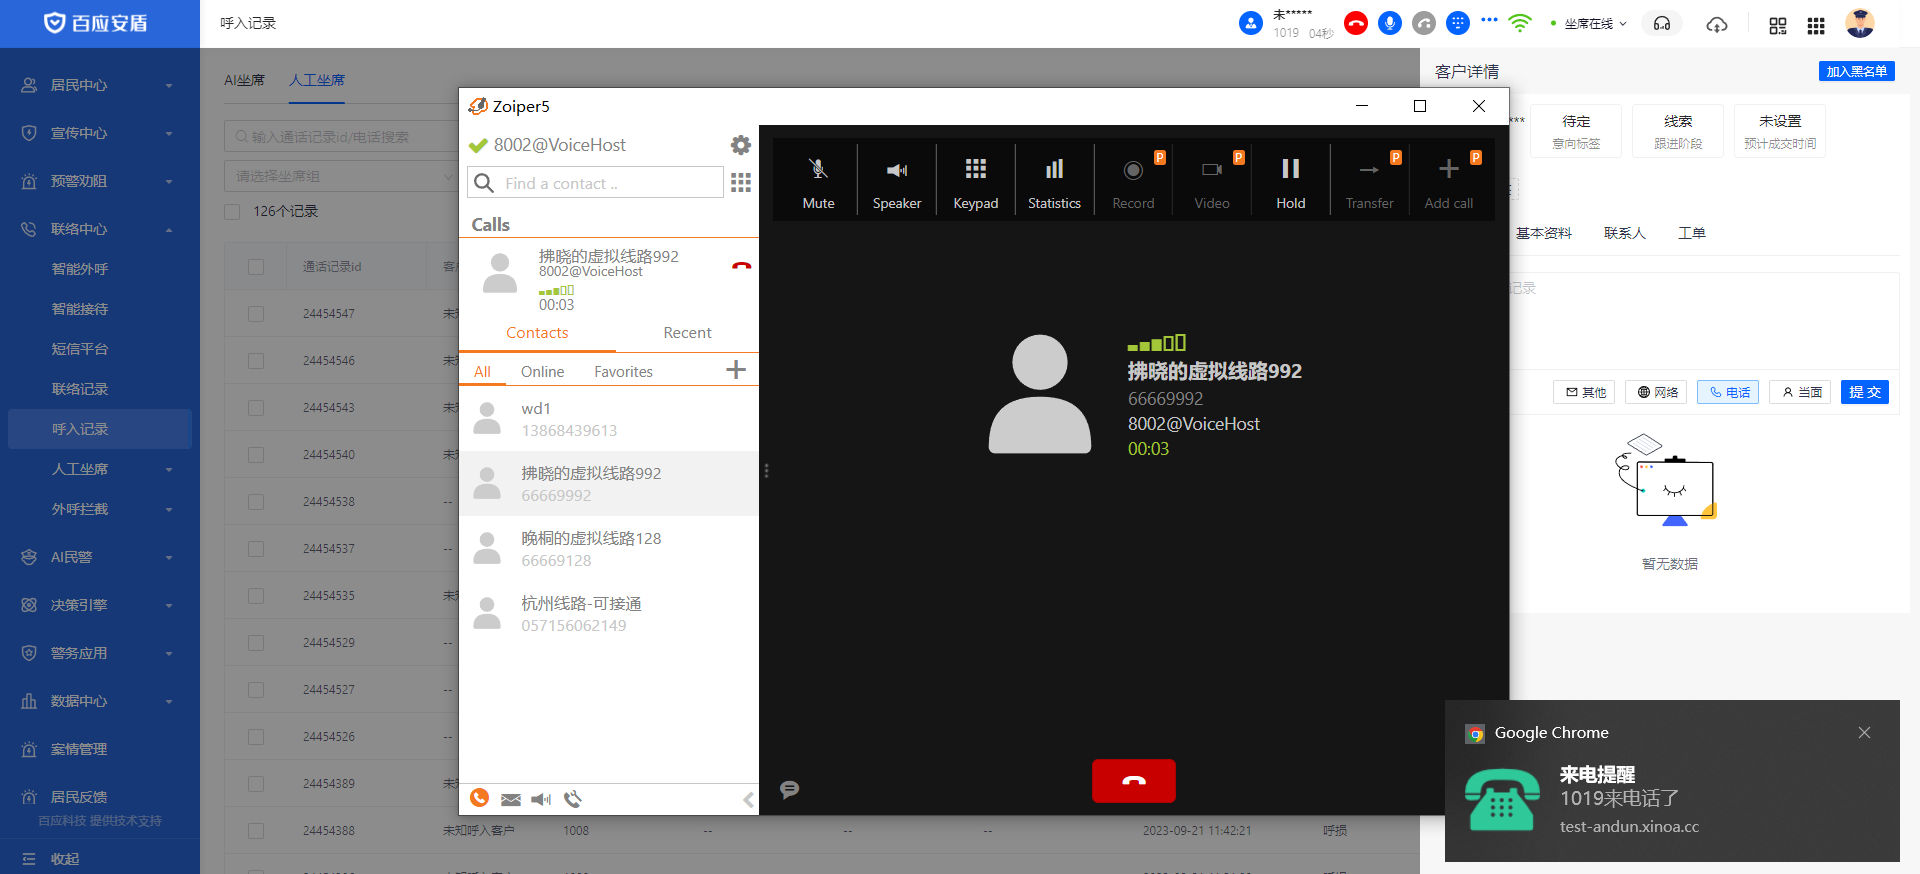 百应安盾
呼入记录
未*****
1019 04秒
坐席在线
居民中心
宣传中心
预警劝阻
联络中心
智能外呼
智能接待
短信平台
联络记录
呼入记录
人工坐席
外呼拦截
AI民警
决策引擎
警务应用
数据中心
案情管理
居民反馈
百应科技 提供技术支持
收起
AI坐席 人工坐席
输入通话记录id/电话搜索
请选择坐席组
126个记录
通话记录id
24454547
24454546
24454543
24454540
24454538 --
24454537 --
24454535
24454529 --
24454527 --
24454526 --
24454389
24454388 未知呼入客户 1008 -- -- -- 2023-09-21 11:42:21 呼损
Zoiper5
8002@VoiceHost
Find a contact ..
Calls
拂晓的虚拟线路992
8002@VoiceHost
00:03
Contacts Recent
All Online Favorites
wd1
13868439613
拂晓的虚拟线路992
66669992
晚桐的虚拟线路128
66669128
杭州线路-可接通
057156062149
Mute Speaker Keypad Statistics Record Video Hold Transfer Add call
P P P P
拂晓的虚拟线路992
66669992
8002@VoiceHost
00:03
客户详情 加入黑名单
***
待定 线索 未设置
意向标签 跟进阶段 预计成交时间
基本资料 联系人 工单
记录
其他 网络 电话 当面 提交
暂无数据
Google Chrome
来电提醒
1019来电话了
test-andun.xinoa.cc